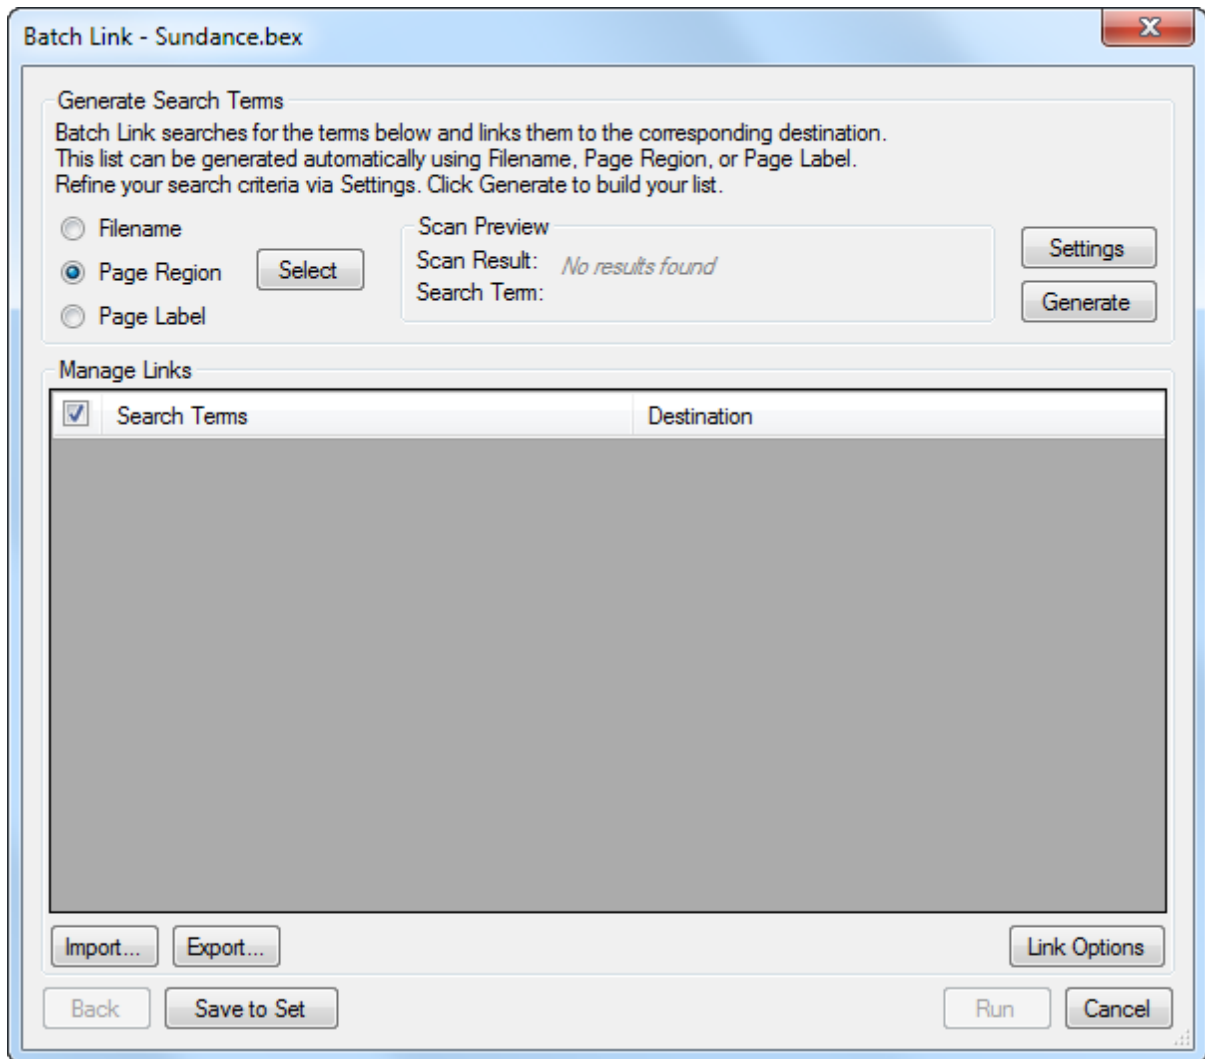 Batch Link - Sundance.bex
Generate Search Terms
Batch Link searches for the terms below and links them to the corresponding destination.
This list can be generated automatically using Filename, Page Region, or Page Label.
Refine your search criteria via Settings. Click Generate to build your list.
Filename
Page Region
Select
Page Label
Scan Preview
Scan Result: No results found
Search Term:
Settings
Generate
Manage Links
Search Terms Destination
Import... Export... Link Options
Back Save to Set Run Cancel